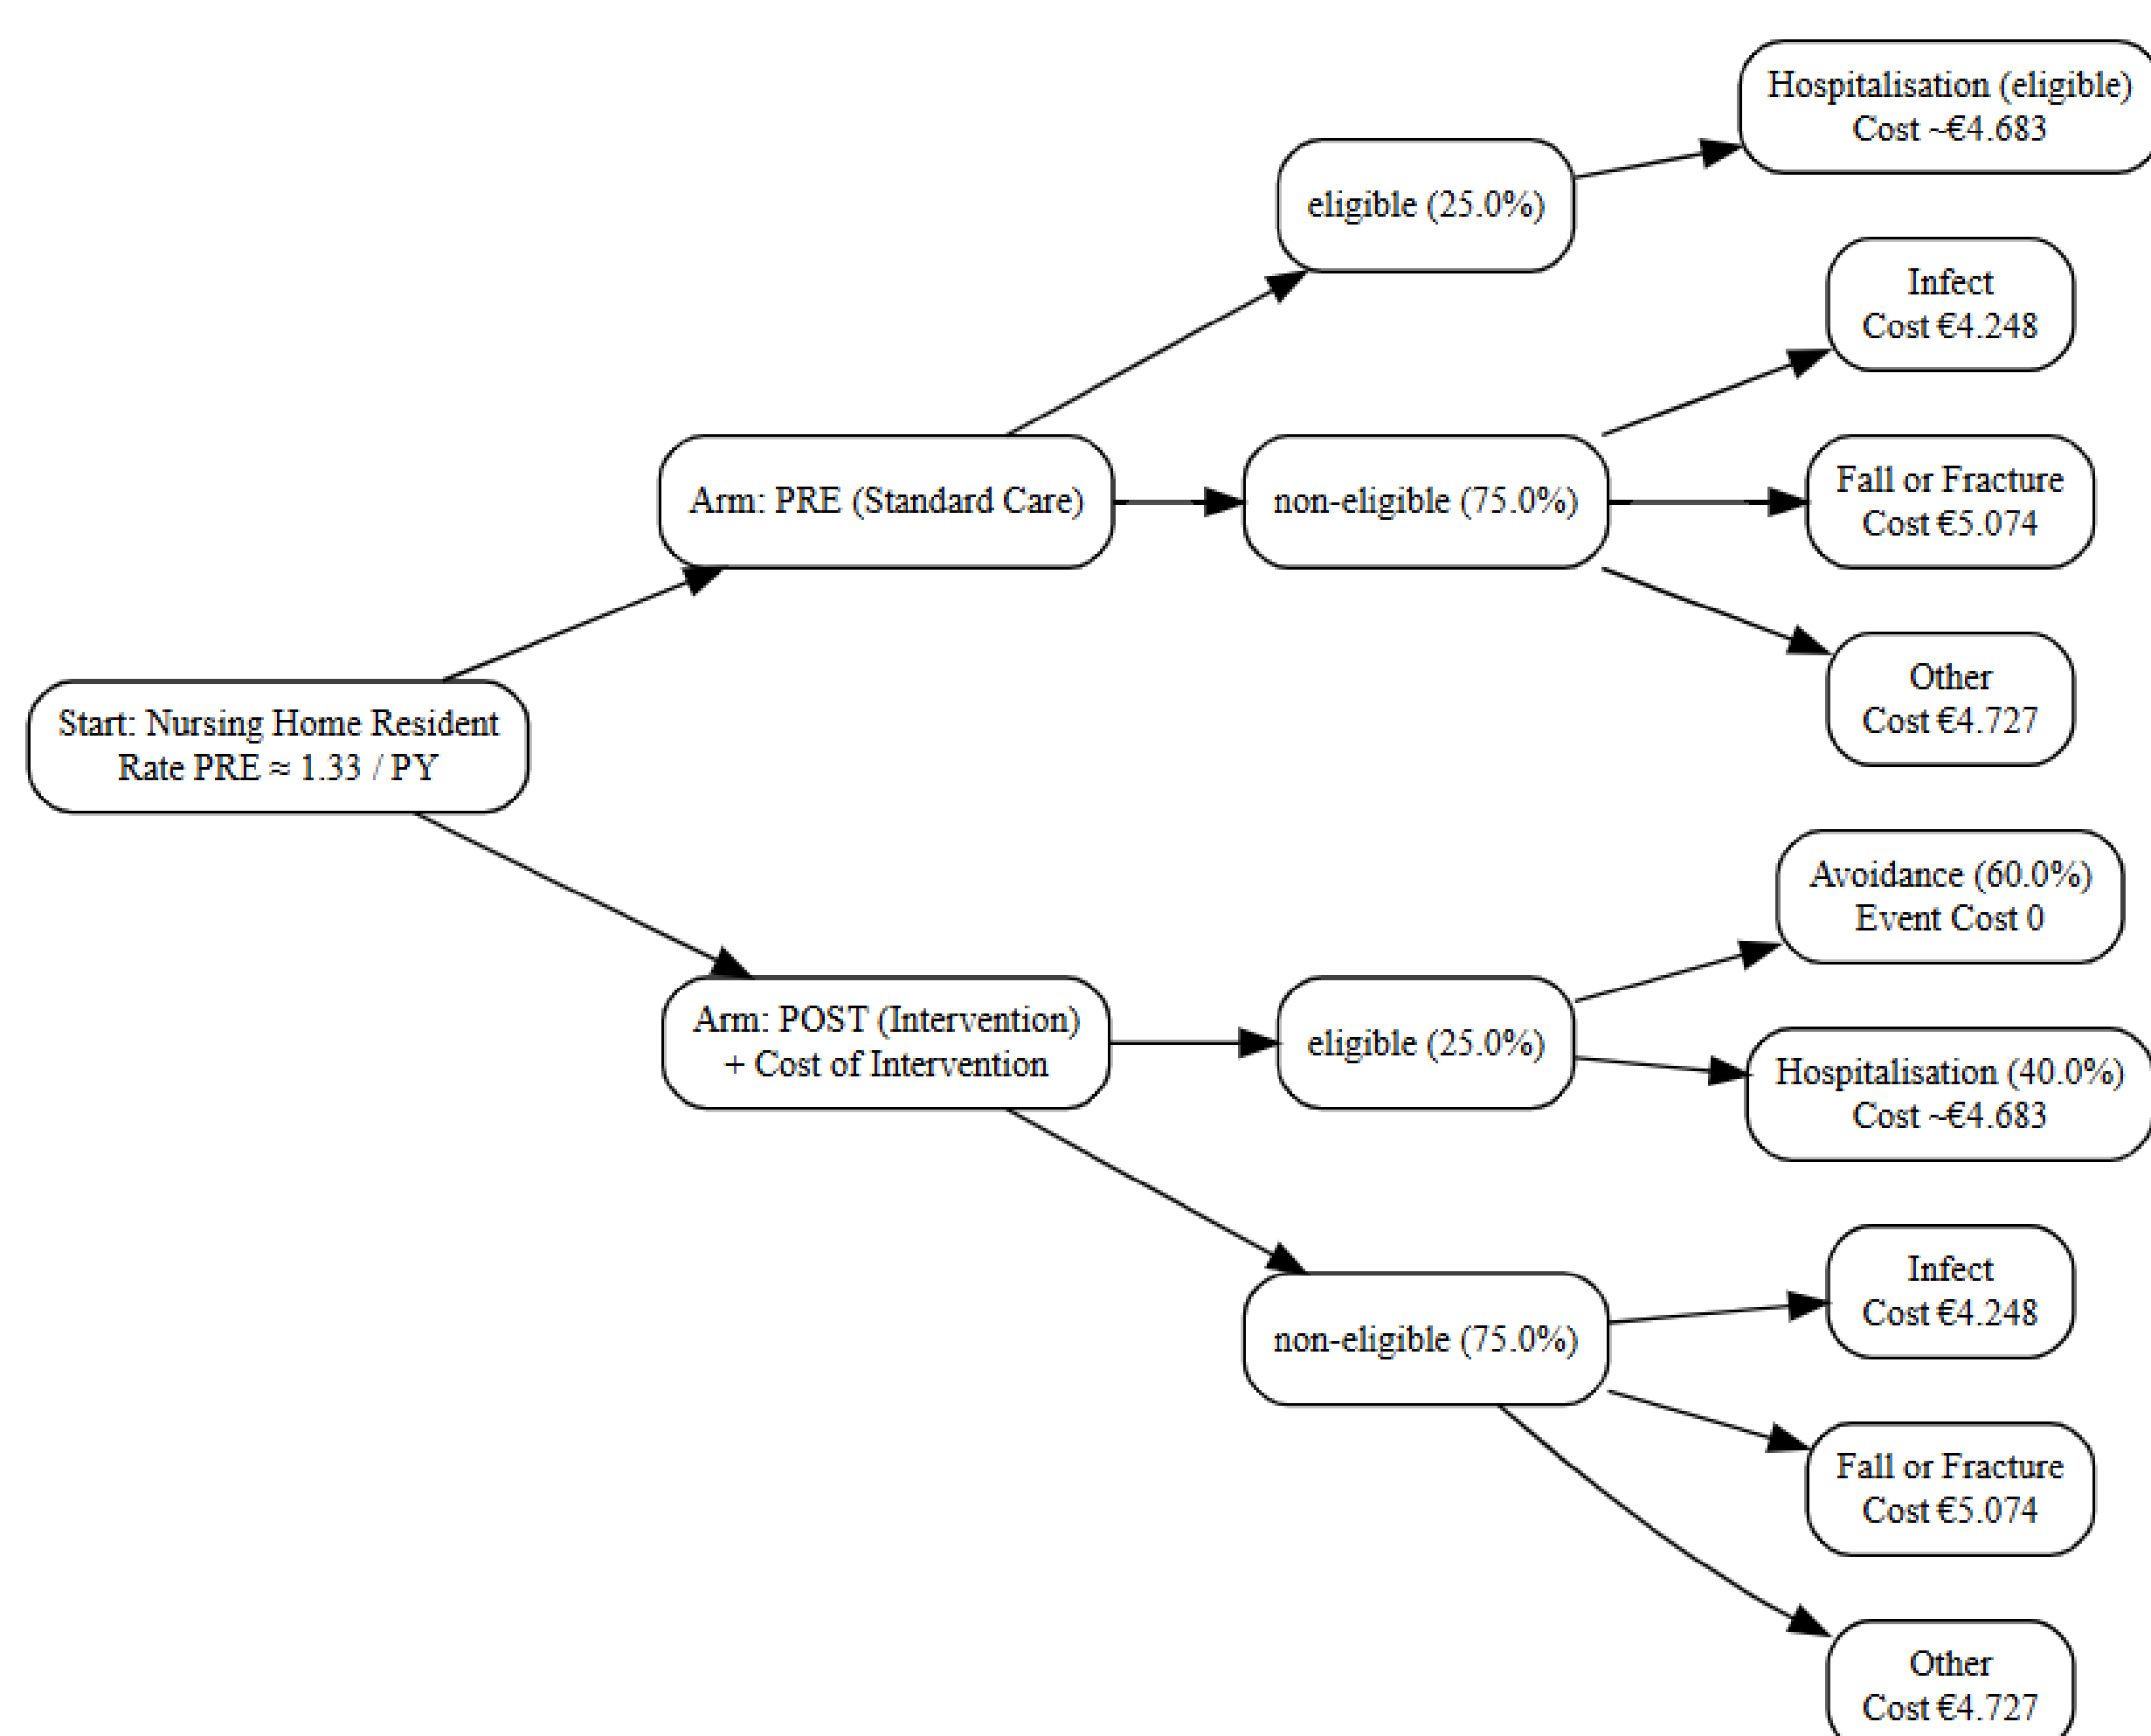 Start: Nursing Home Resident
Rate PRE ≈ 1.33 / PY
Arm: PRE (Standard Care)
eligible (25.0%)
Hospitalisation (eligible)
Cost ~€4.683
non-eligible (75.0%)
Infect
Cost €4.248
Fall or Fracture
Cost €5.074
Other
Cost €4.727
Arm: POST (Intervention)
+ Cost of Intervention
eligible (25.0%)
Avoidance (60.0%)
Event Cost 0
Hospitalisation (40.0%)
Cost ~€4.683
non-eligible (75.0%)
Infect
Cost €4.248
Fall or Fracture
Cost €5.074
Other
Cost €4.727